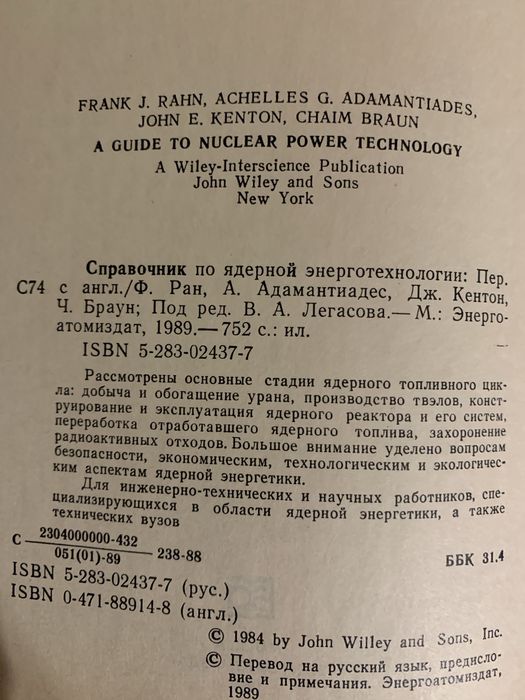 FRANK J. RAHN, ACHELLES G. ADAMANTIADES,
JOHN E. KENTON, CHAIM BRAUN
A GUIDE TO NUCLEAR POWER TECHNOLOGY
A Wiley-Interscience Publication
John Wiley and Sons
New York
Справочник по ядерной энерготехнологии: Пер.
С74 с англ./Ф. Ран, А. Адамантиадес, Дж. Кентон,
Ч. Браун; Под ред. В. А. Легасова.— М.: Энерго-
атомиздат, 1989.— 752 с.: ил.
ISBN 5-283-02437-7
Рассмотрены основные стадии ядерного топливного цик-
ла: добыча и обогащение урана, производство твэлов, конст-
руирование и эксплуатация ядерного реактора и его систем,
переработка отработавшего ядерного топлива, захоронение
радиоактивных отходов. Большое внимание уделено вопросам
безопасности, экономическим, технологическим и экологичес-
ким аспектам ядерной энергетики.
Для инженерно-технических и научных работников, спе-
циализирующихся в области ядерной энергетики, а также
технических вузов
С 2304000000-432
051(01)-89 238-88
ББК 31.4
ISBN 5-283-02437-7 (рус.)
ISBN 0-471-88914-8 (англ.)
© 1984 by John Willey and Sons, Inc.
© Перевод на русский язык, предисло-
вие и примечания. Энергоатомиздат,
1989